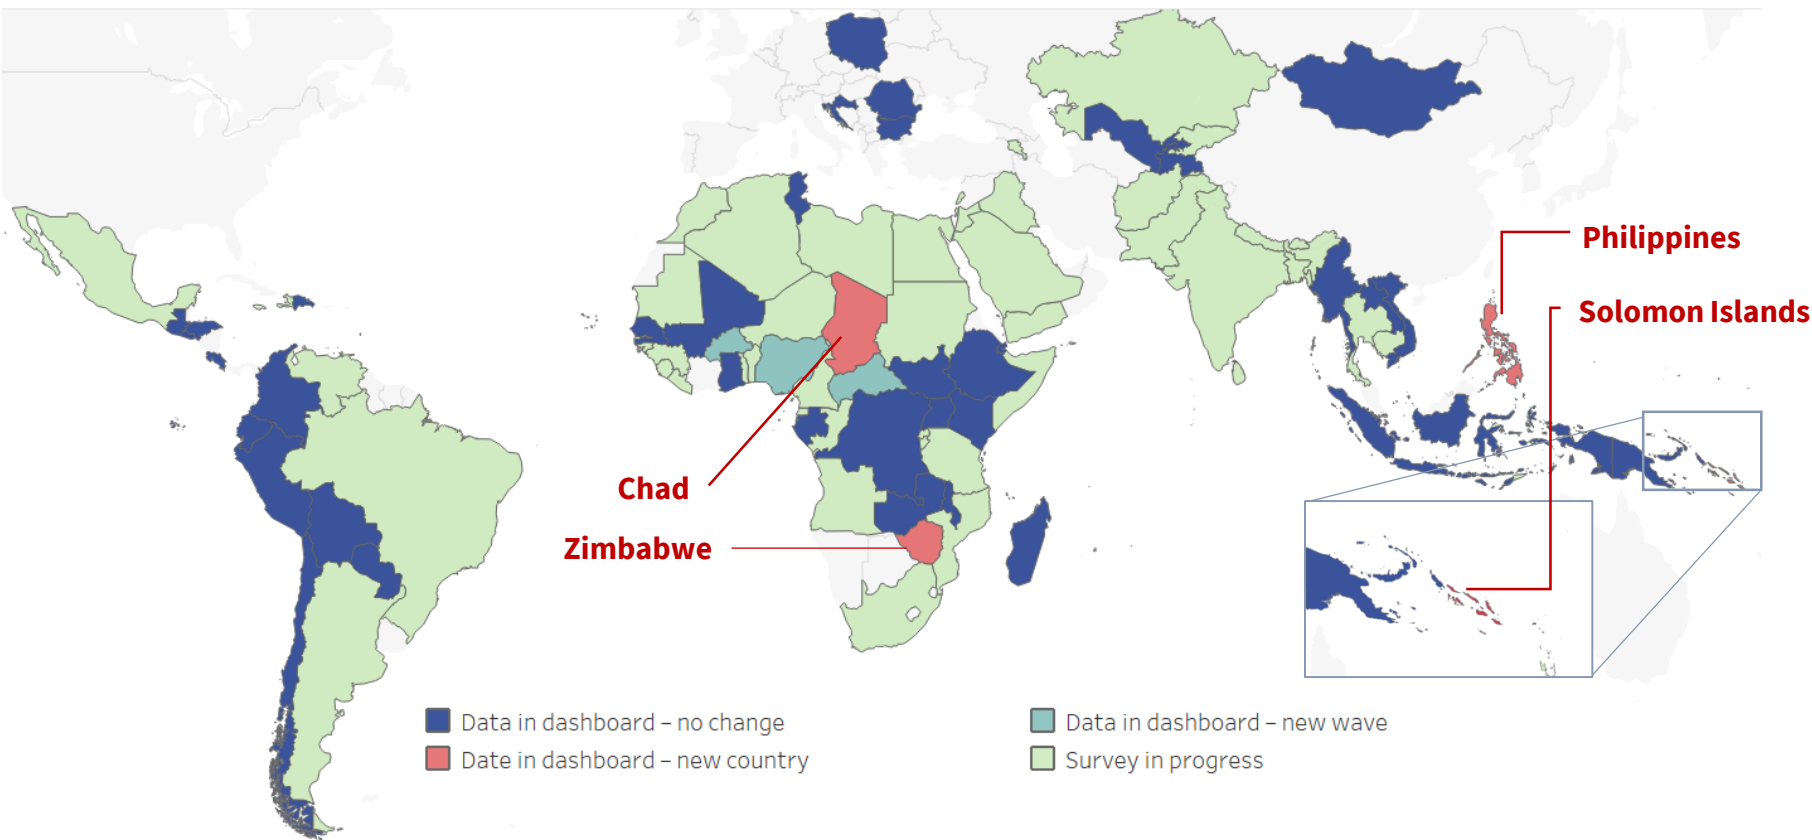 Philippines
Solomon Islands
Chad
Zimbabwe
Data in dashboard – no change
Data in dashboard – new wave
Date in dashboard – new country
Survey in progress